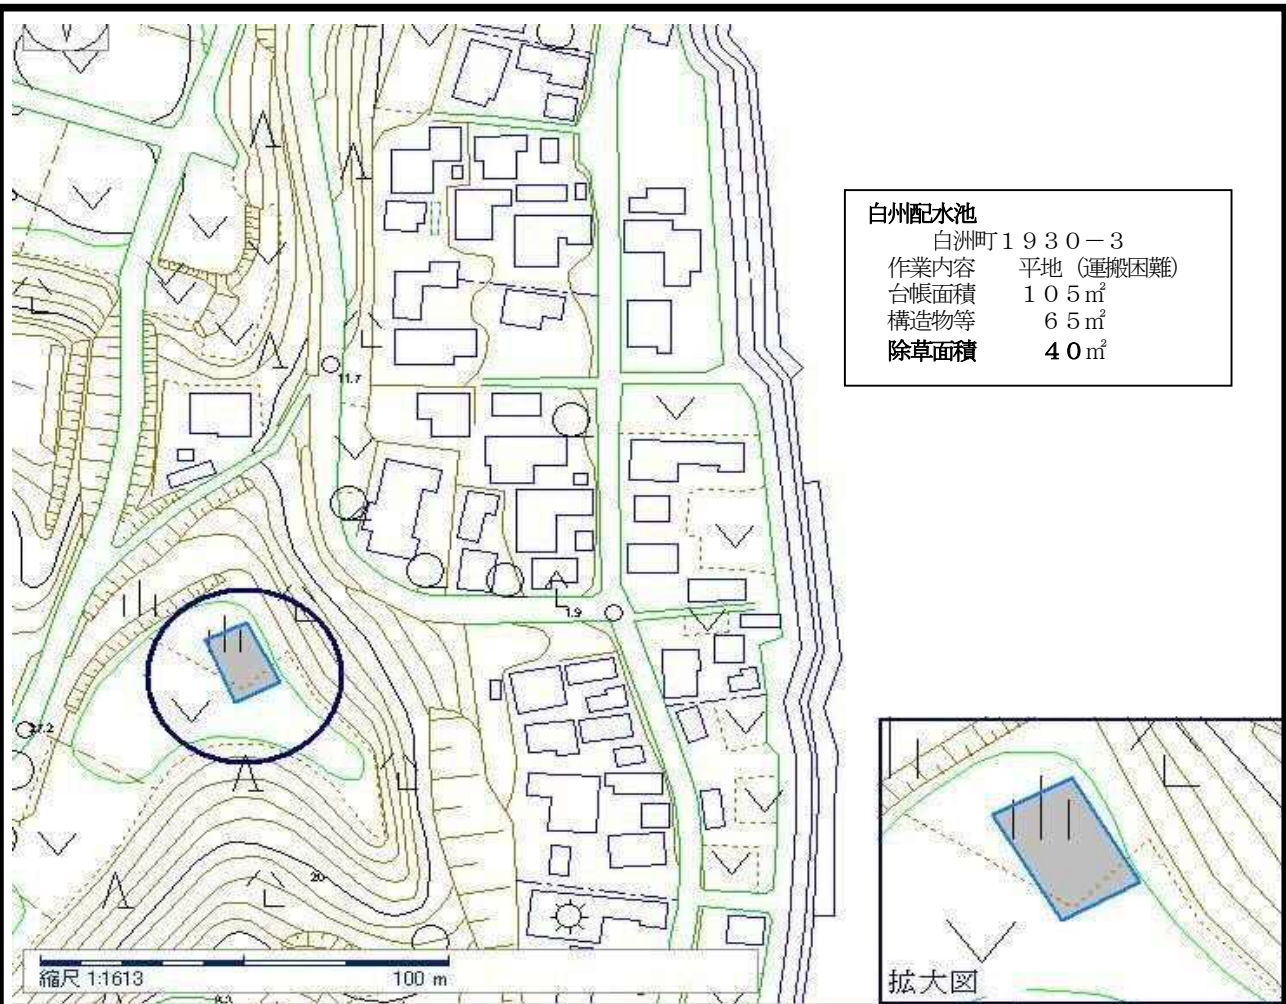 白州配水池
白洲町１９３０－３
作業内容 平地（運搬困難）
台帳面積 １０５㎡
構造物等 ６５㎡
除草面積 ４０㎡
11.7
1.9
27.2
20
縮尺 1:1613
100 m
拡大図